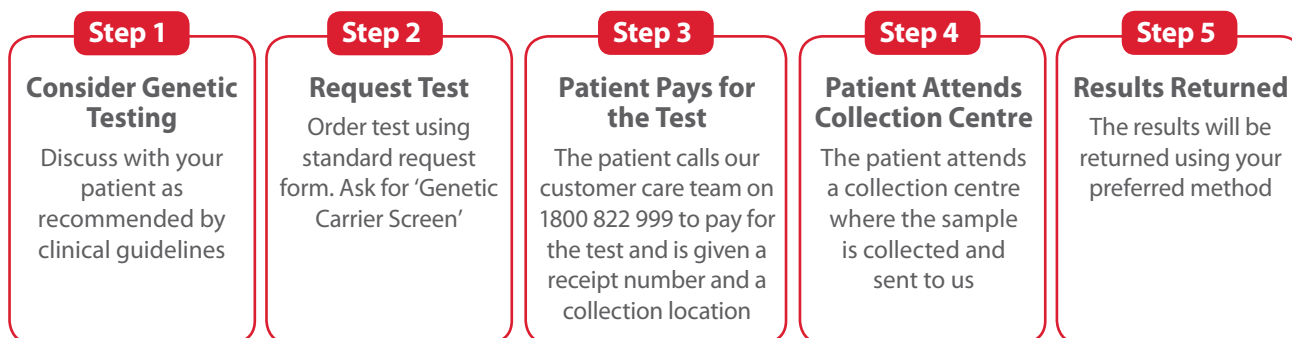 Step 1
Consider Genetic
Testing
Discuss with your
patient as
recommended by
clinical guidelines
Step 2
Request Test
Order test using
standard request
form. Ask for ‘Genetic
Carrier Screen’
Step 3
Patient Pays for
the Test
The patient calls our
customer care team on
1800 822 999 to pay for
the test and is given a
receipt number and a
collection location
Step 4
Patient Attends
Collection Centre
The patient attends
a collection centre
where the sample
is collected and
sent to us
Step 5
Results Returned
The results will be
returned using your
preferred method